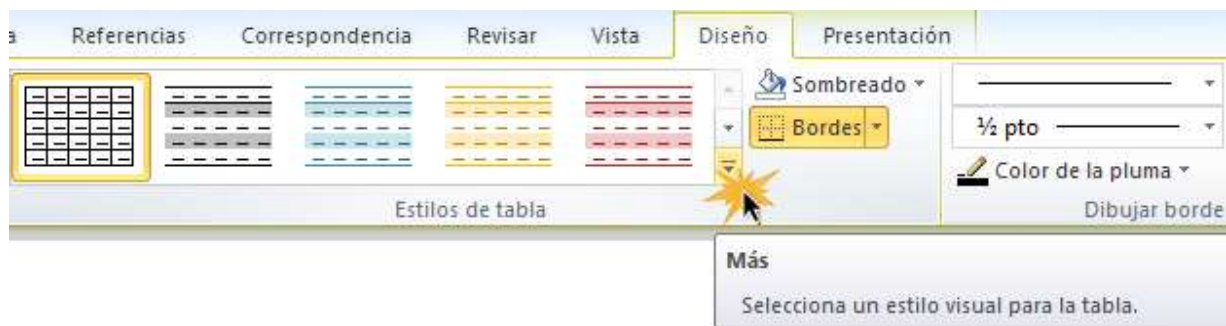 a Referencias Correspondencia Revisar Vista Diseño Presentación
Sombreado
Bordes
½ pto
Color de la pluma
Estilos de tabla Dibujar borde
Más
Selecciona un estilo visual para la tabla.